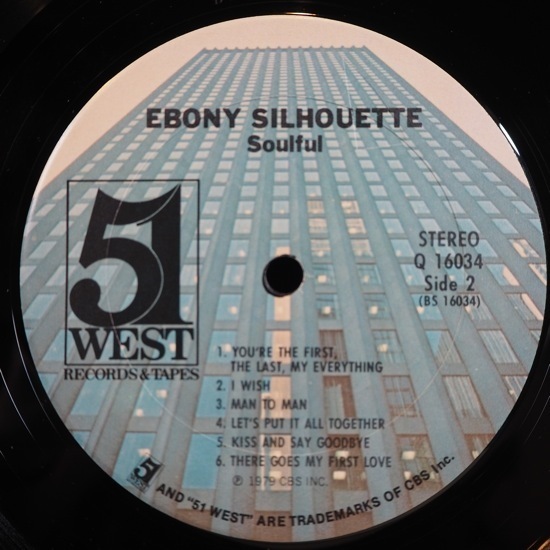 EBONY SILHOUETTE
Soulful
51
WEST
RECORDS & TAPES
STEREO
Q 16034
Side 2
(BS 16034)
1. YOU'RE THE FIRST,
THE LAST, MY EVERYTHING
2. I WISH
3. MAN TO MAN
4. LET'S PUT IT ALL TOGETHER
5. KISS AND SAY GOODBYE
6. THERE GOES MY FIRST LOVE
℗ 1979 CBS INC.
51 WEST AND "51 WEST" ARE TRADEMARKS OF CBS Inc.